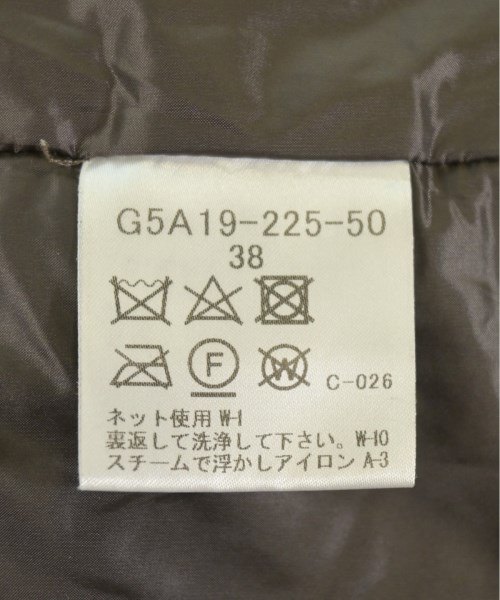 G5A19-225-50
38
F W C-026
ネット使用 W-1
裏返して洗浄して下さい。W-10
スチームで浮かしアイロン A-3